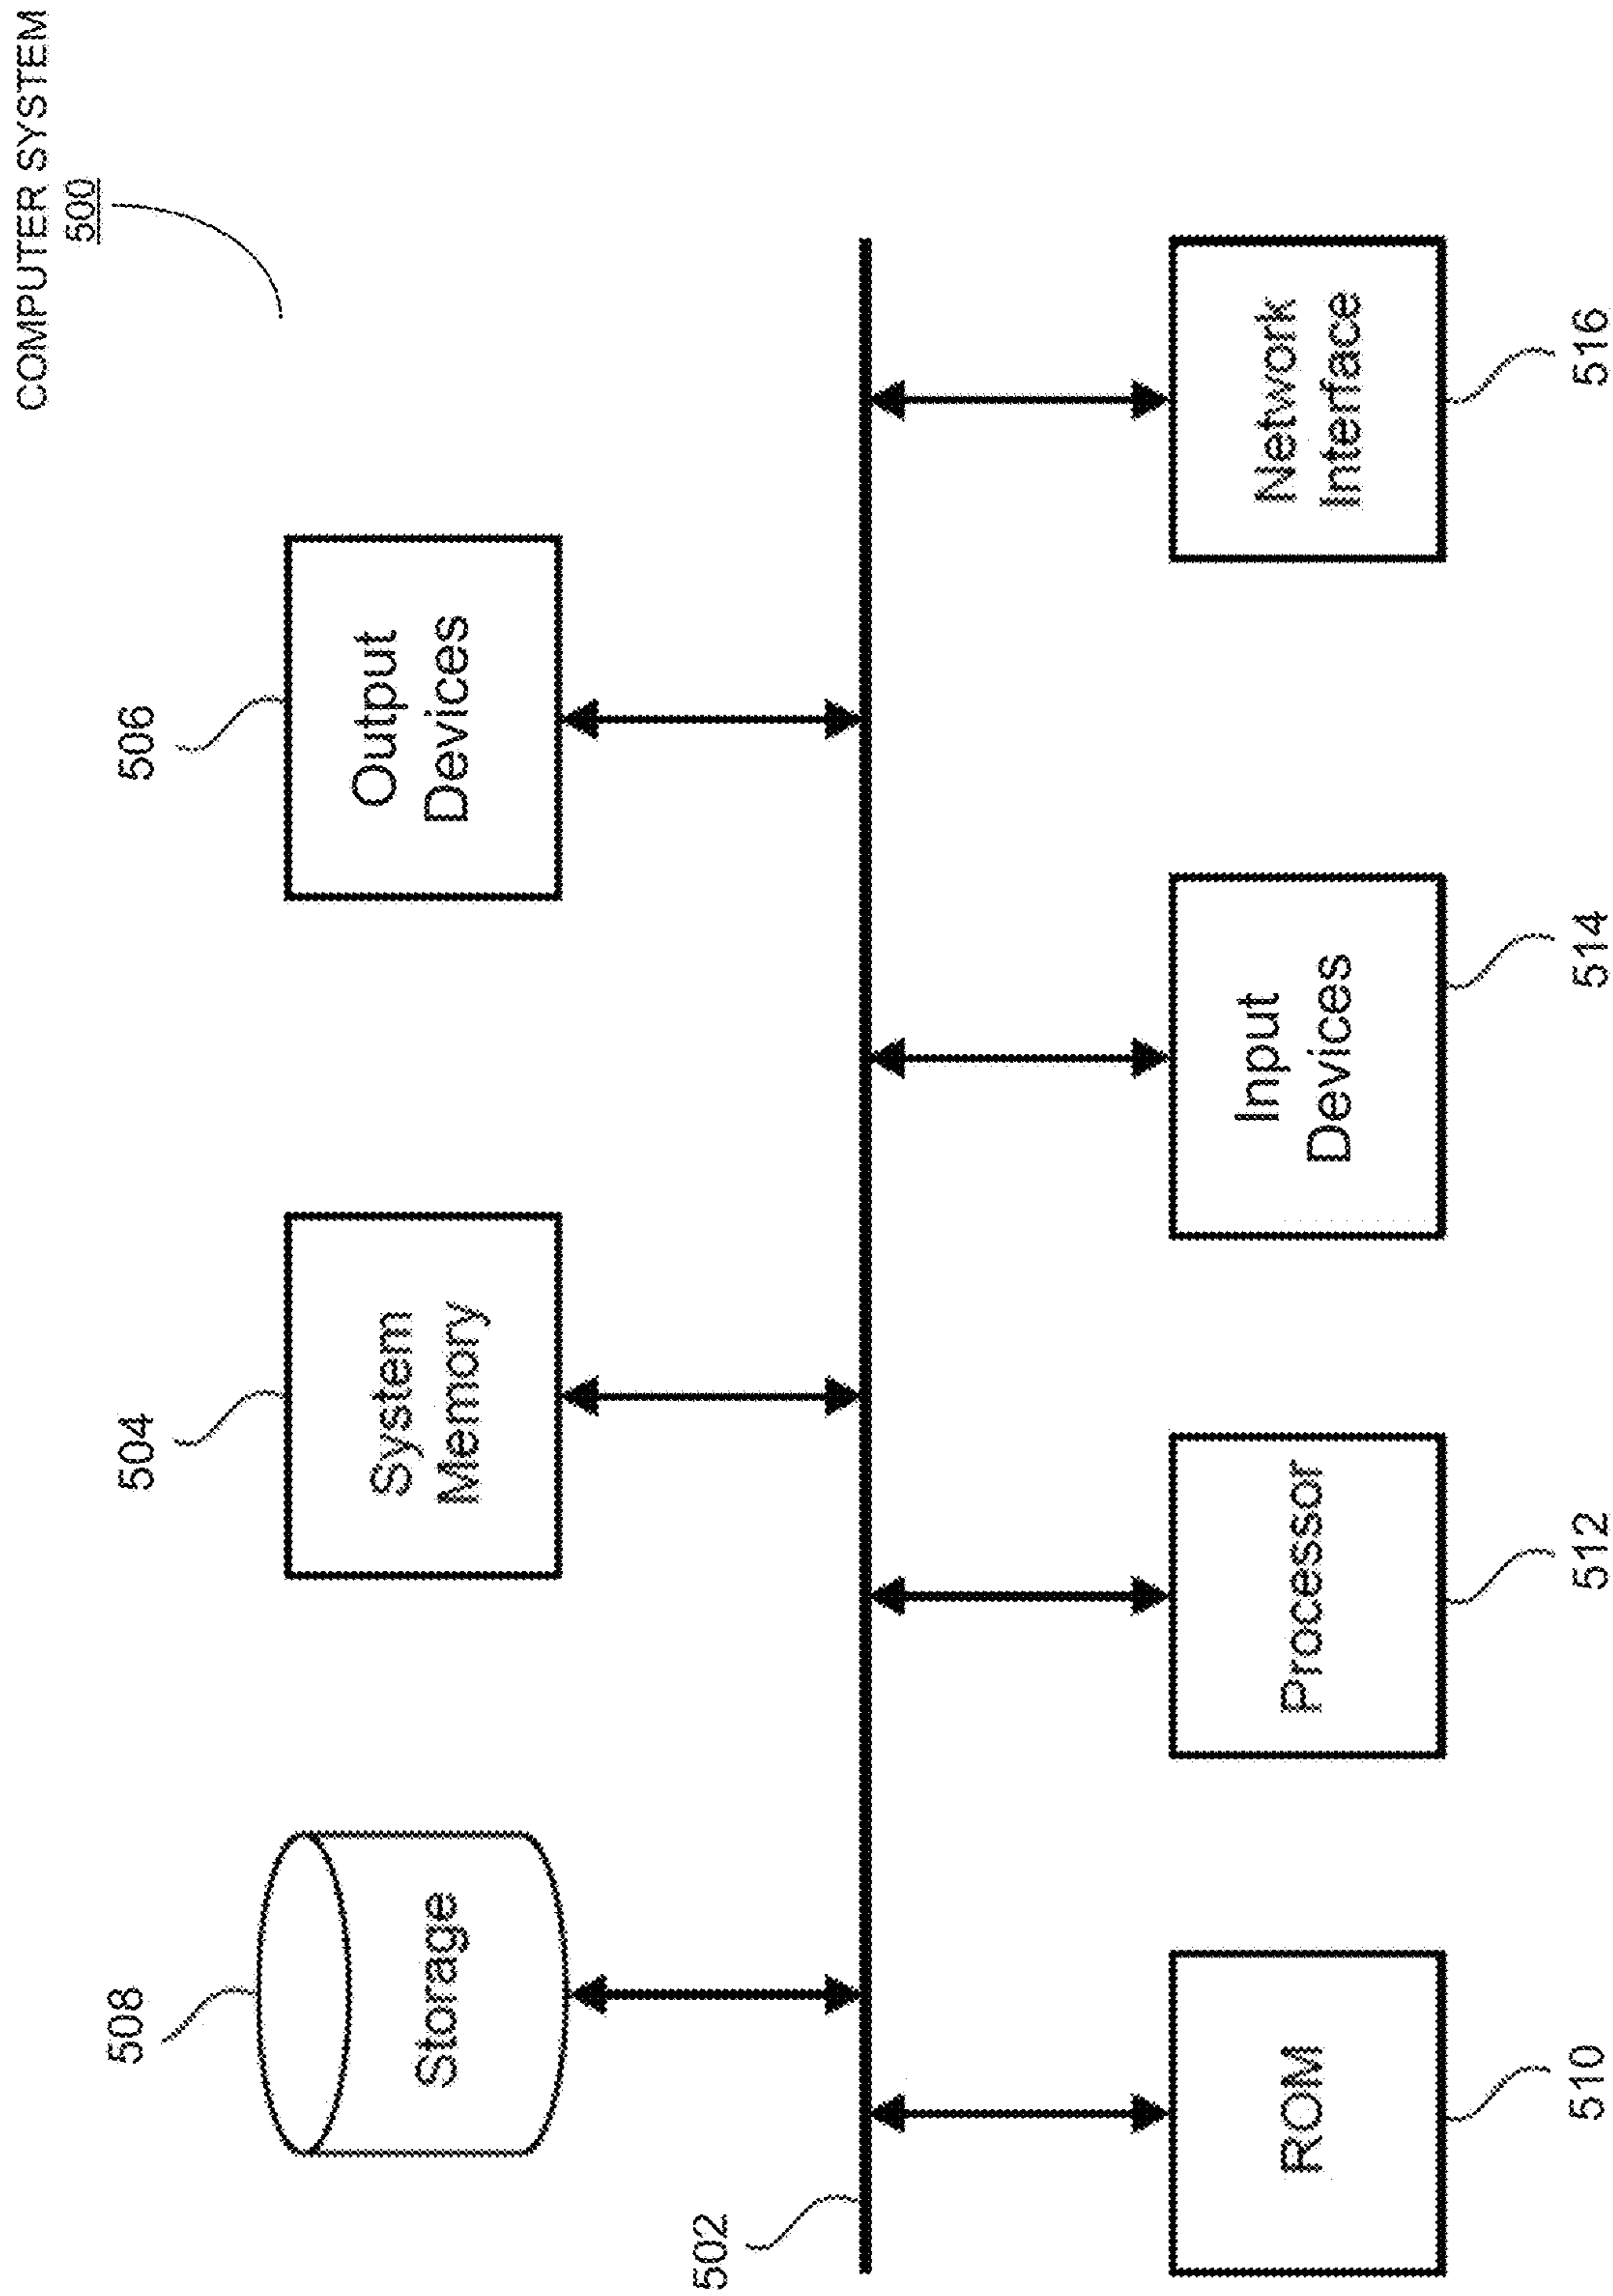 COMPUTER SYSTEM
500
508
504
506
Storage
System
Memory
Output
Devices
502
ROM
Processor
Input
Devices
Network
Interface
510
512
514
516